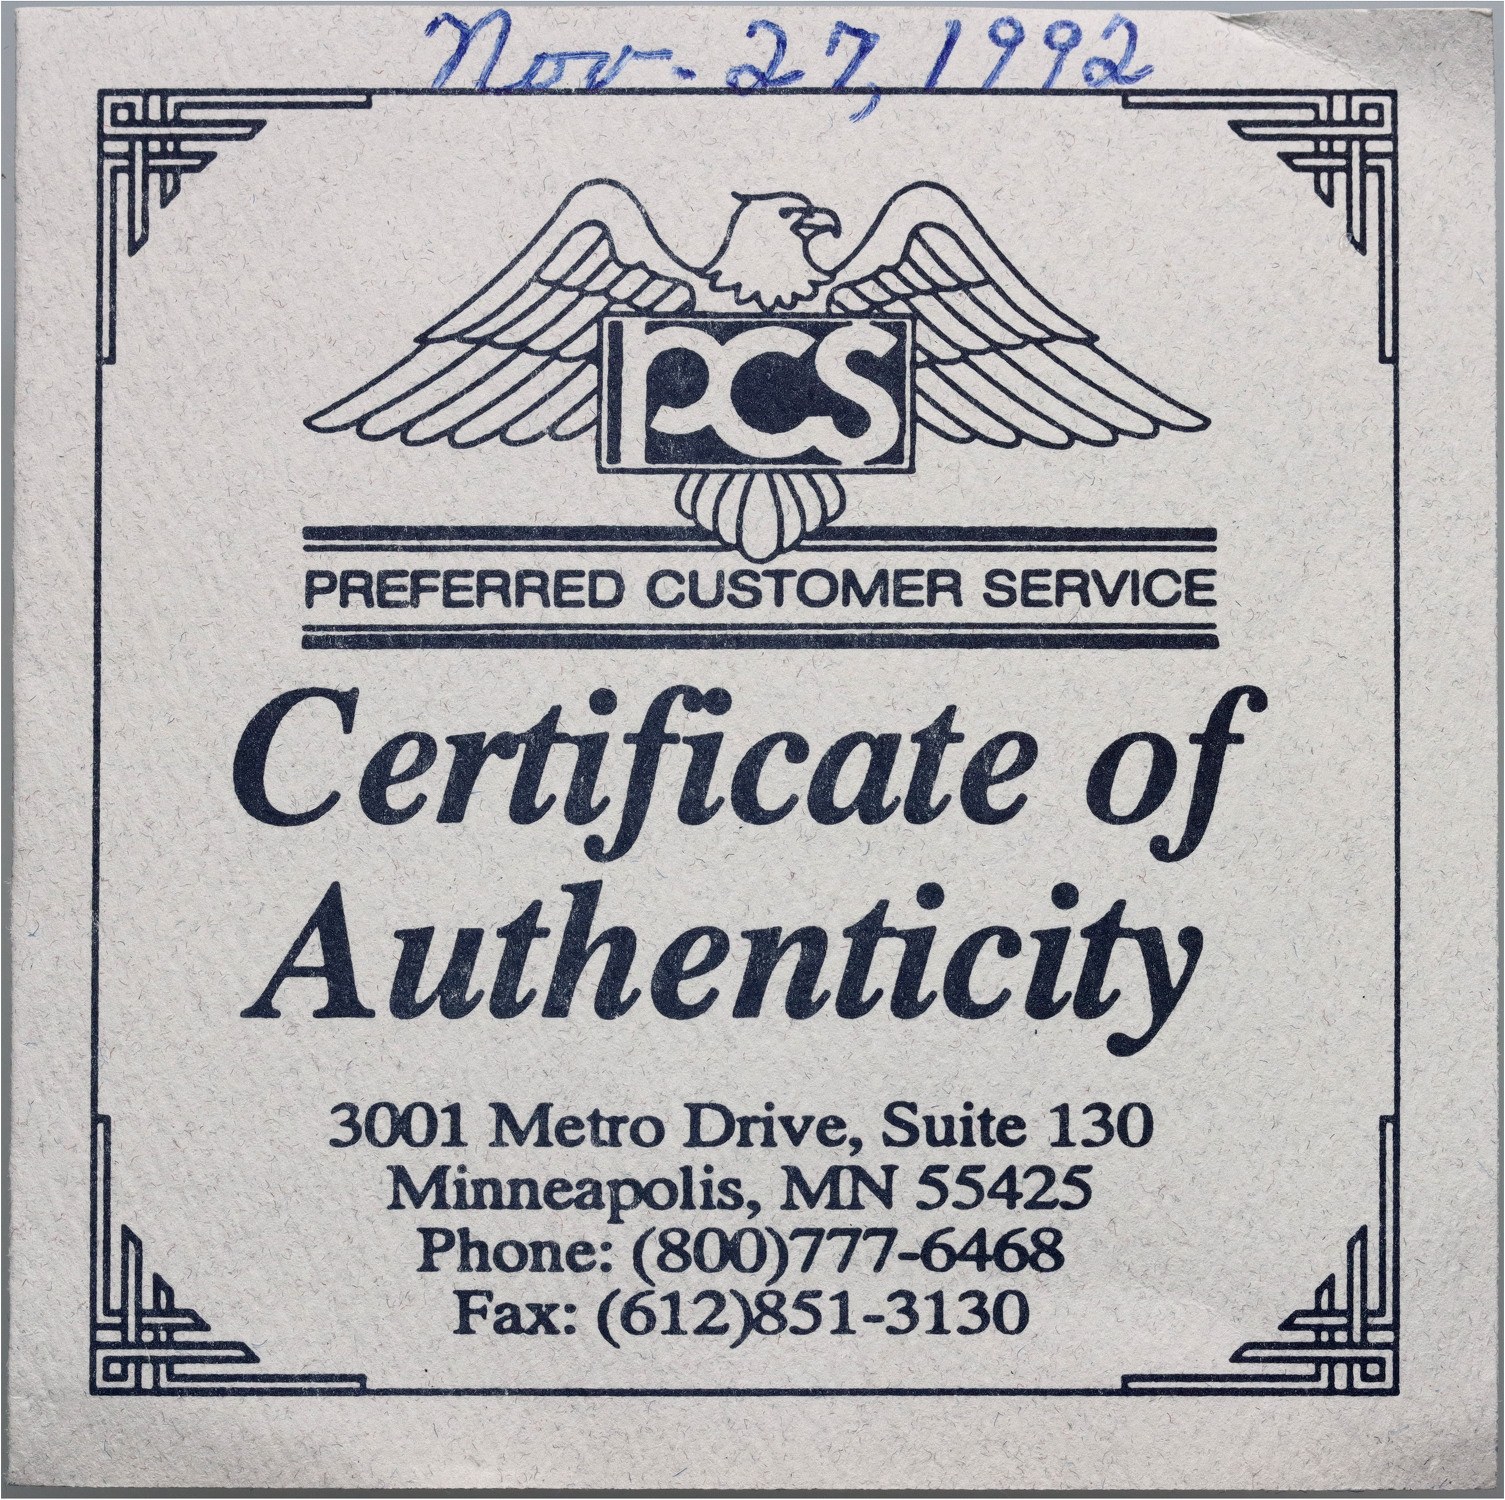 Nov. 27, 1992
PCS
PREFERRED CUSTOMER SERVICE
Certificate of
Authenticity
3001 Metro Drive, Suite 130
Minneapolis, MN 55425
Phone: (800)777-6468
Fax: (612)851-3130